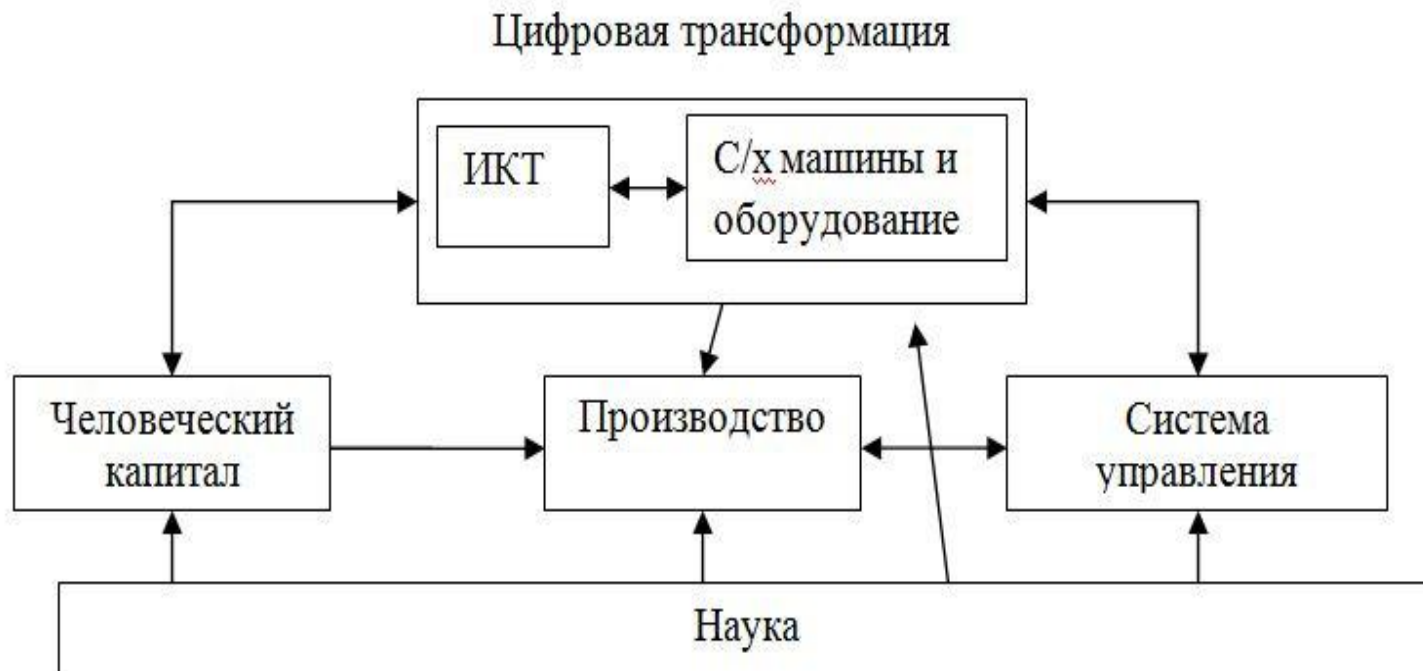 Цифровая трансформация
ИКТ
С/х машины и
оборудование
Человеческий
капитал
Производство
Система
управления
Наука